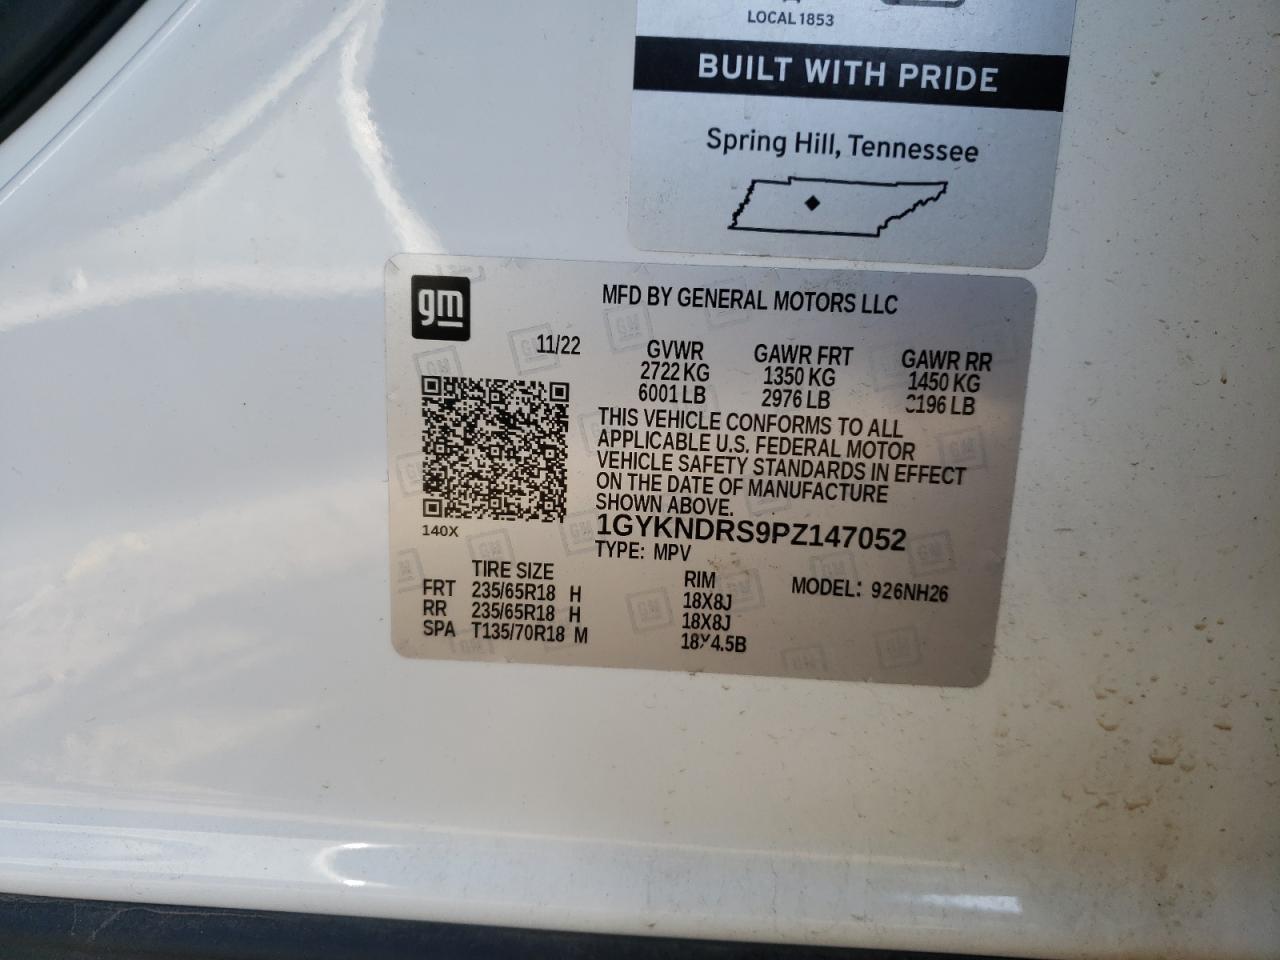 LOCAL 1853
BUILT WITH PRIDE
Spring Hill, Tennessee
gm
MFD BY GENERAL MOTORS LLC
11/22
GVWR GAWR FRT GAWR RR
2722 KG 1350 KG 1450 KG
6001 LB 2976 LB 3196 LB
THIS VEHICLE CONFORMS TO ALL
APPLICABLE U.S. FEDERAL MOTOR
VEHICLE SAFETY STANDARDS IN EFFECT
ON THE DATE OF MANUFACTURE
SHOWN ABOVE.
140X
1GYKNDRS9PZ147052
TYPE: MPV
TIRE SIZE RIM MODEL: 926NH26
FRT 235/65R18 H 18X8J
RR 235/65R18 H 18X8J
SPA T135/70R18 M 18X4.5B